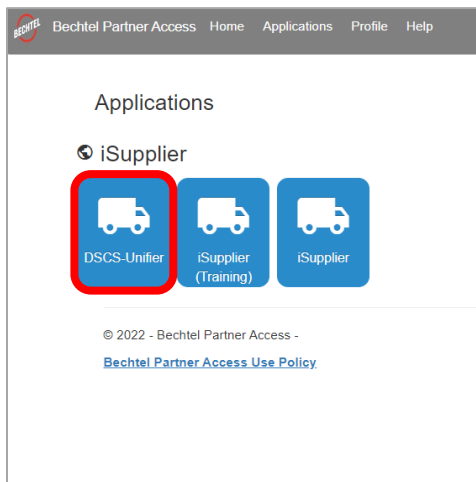 BECHTEL Bechtel Partner Access Home Applications Profile Help
Applications
iSupplier
DSCS-Unifier iSupplier iSupplier
(Training)
© 2022 - Bechtel Partner Access -
Bechtel Partner Access Use Policy